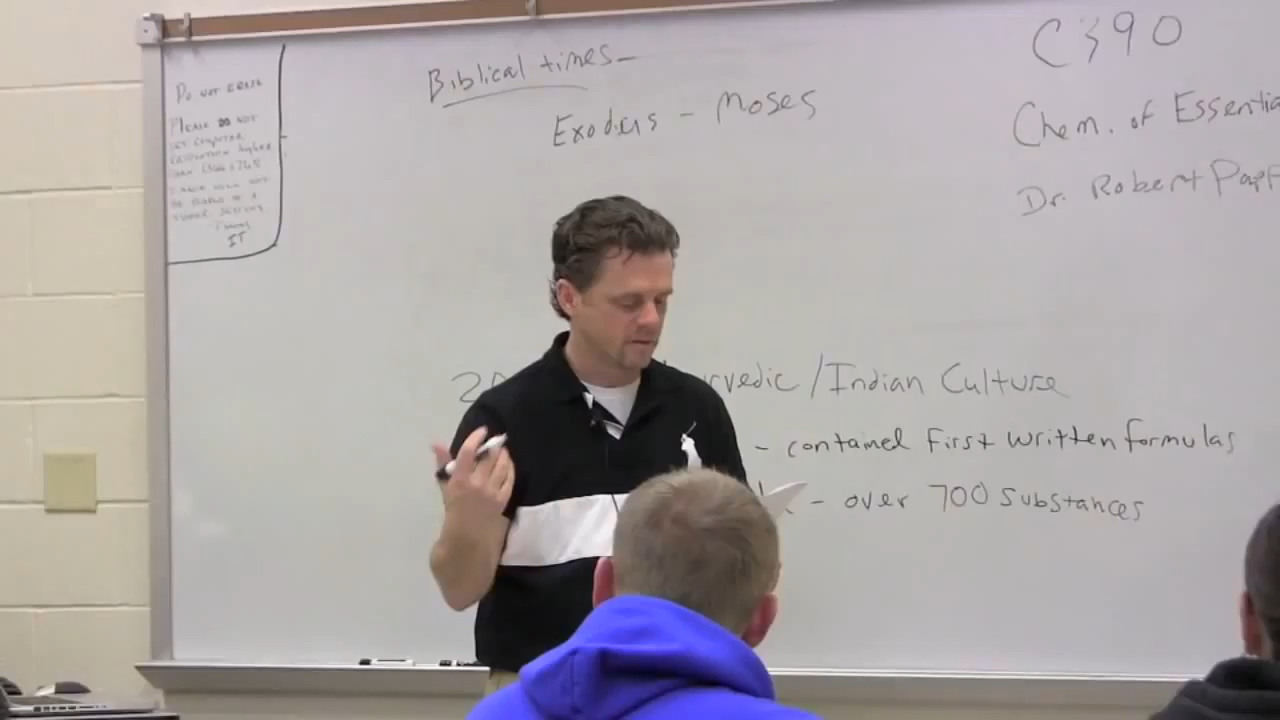 DO NOT ERASE
PLEASE DO NOT
IT
Biblical times-
Exodus - Moses
C390
Chem. of Essentia
Dr. Robert Papp
/Indian Culture
- contained First written formulas
- over 700 substances